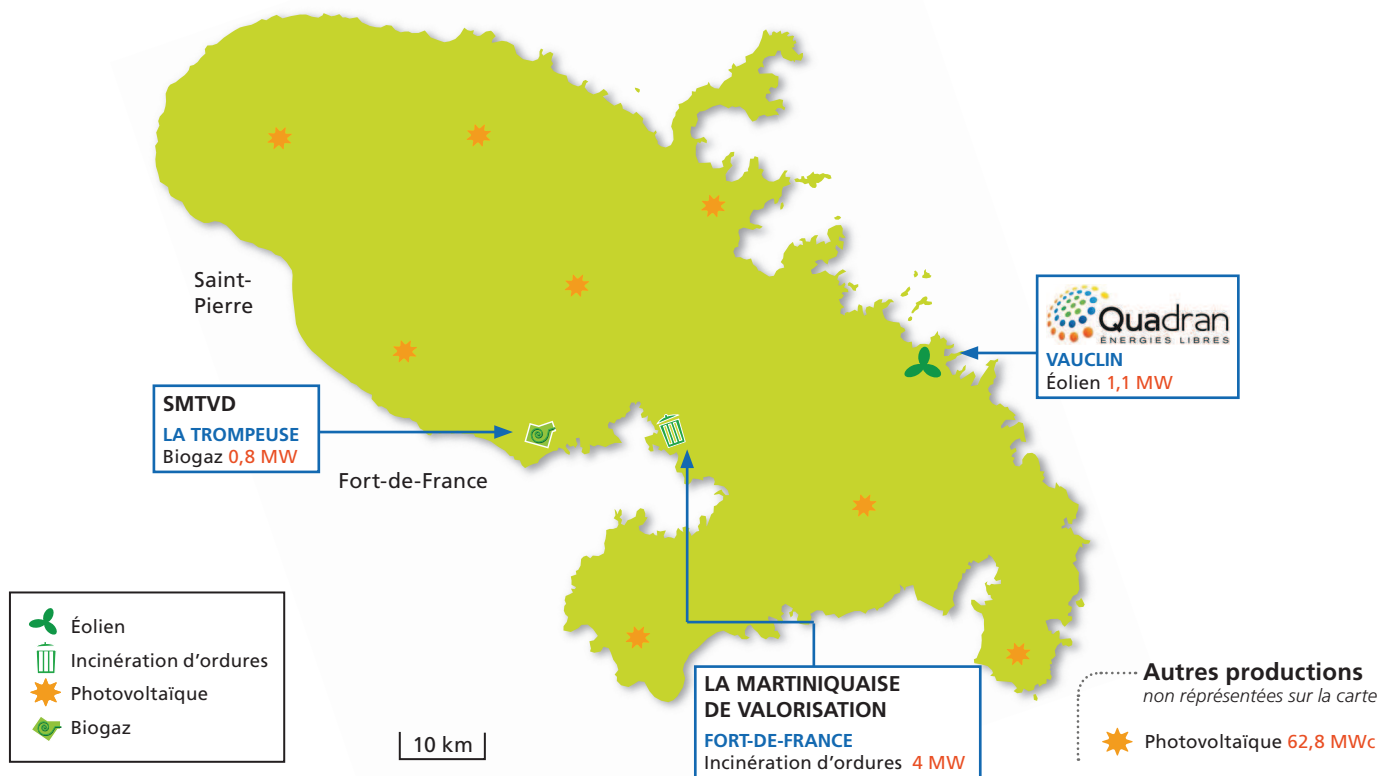 Saint-
Pierre
Quadran
ÉNERGIES LIBRES
VAUCLIN
Éolien 1,1 MW
SMTVD
LA TROMPEUSE
Biogaz 0,8 MW
Fort-de-France
Éolien
Incinération d'ordures
Photovoltaïque
Biogaz
10 km
LA MARTINIQUAISE
DE VALORISATION
FORT-DE-FRANCE
Incinération d'ordures 4 MW
Autres productions
non réprésentées sur la carte
Photovoltaïque 62,8 MWc